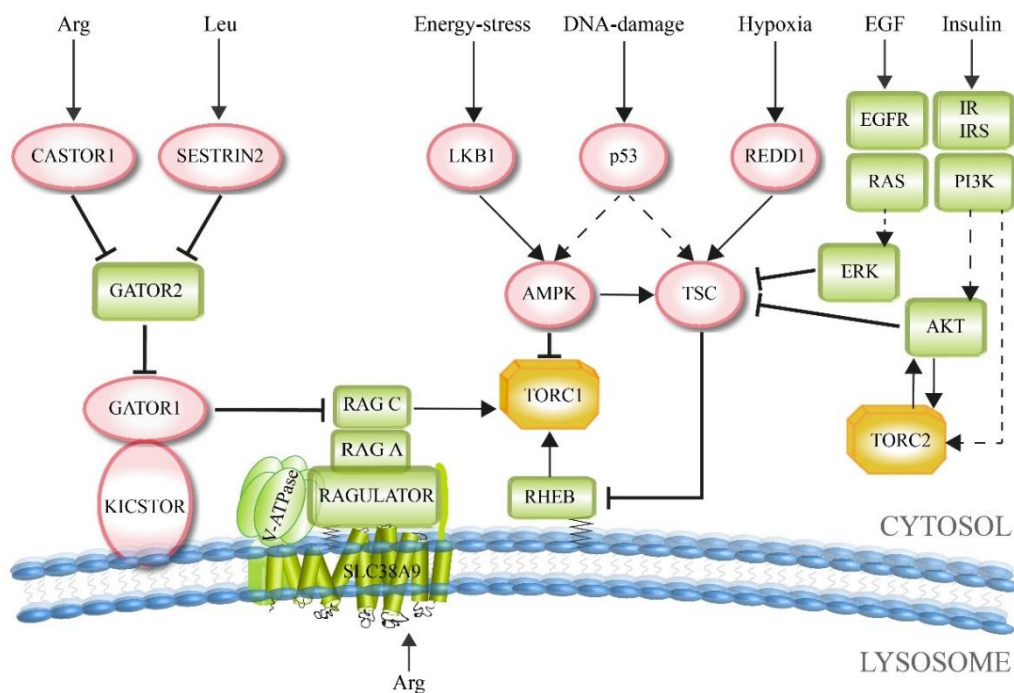 Arg
Leu
Energy-stress
DNA-damage
Hypoxia
EGF
Insulin
CASTOR1
SESTRIN2
LKB1
p53
REDD1
EGFR
IR
IRS
RAS
PI3K
GATOR2
AMPK
TSC
ERK
AKT
GATOR1
RAG C
TORC1
TORC2
RAG A
KICSTOR
V-ATPase
RAGULATOR
RHEB
CYTOSOL
SLC38A9
LYSOSOME
Arg